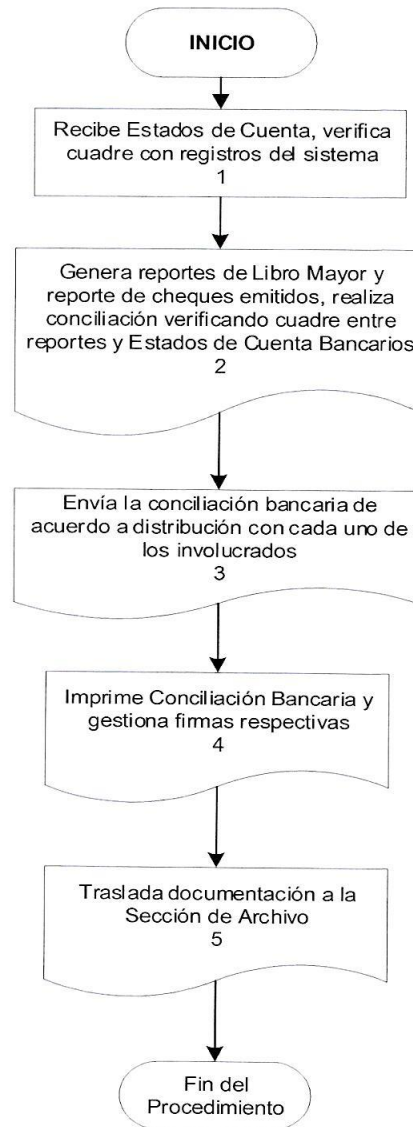 INICIO
Recibe Estados de Cuenta, verifica
cuadre con registros del sistema
1
Genera reportes de Libro Mayor y
reporte de cheques emitidos, realiza
conciliación verificando cuadre entre
reportes y Estados de Cuenta Bancarios
2
Envía la conciliación bancaria de
acuerdo a distribución con cada uno de
los involucrados
3
Imprime Conciliación Bancaria y
gestiona firmas respectivas
4
Traslada documentación a la
Sección de Archivo
5
Fin del
Procedimiento